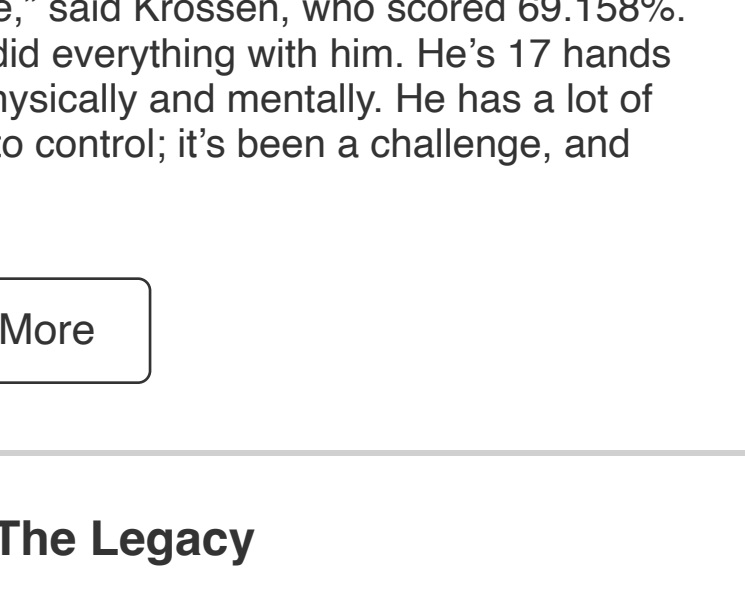 e,” said Krossen, who scored 69.158%.
did everything with him. He’s 17 hands
hysically and mentally. He has a lot of
to control; it’s been a challenge, and
More
The Legacy